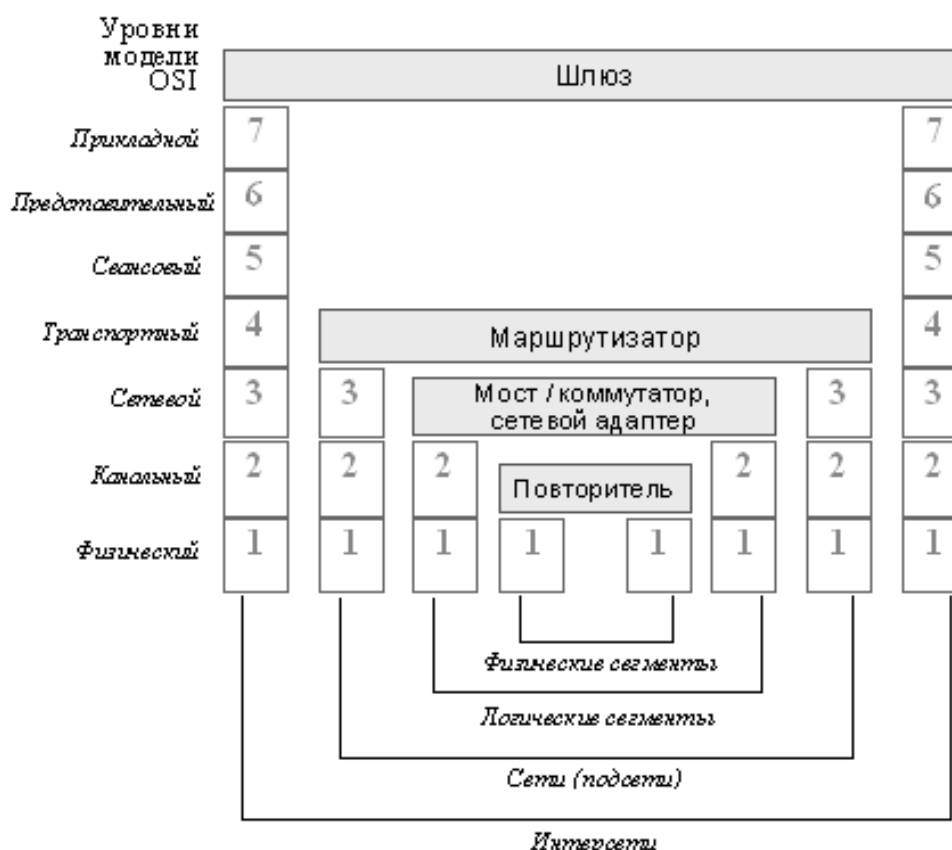 Уровни
модели
OSI
Шлюз
Прикладной 7 7
Представительный 6 6
Сеансовый 5 5
Транспортный 4 Маршрутизатор 4
Сетевой 3 3 Мост / коммутатор, 3 3
сетевой адаптер
Канальный 2 2 2 Повторитель 2 2 2
Физический 1 1 1 1 1 1 1 1
Физические сегменты
Логические сегменты
Сети (подсети)
Интерсети